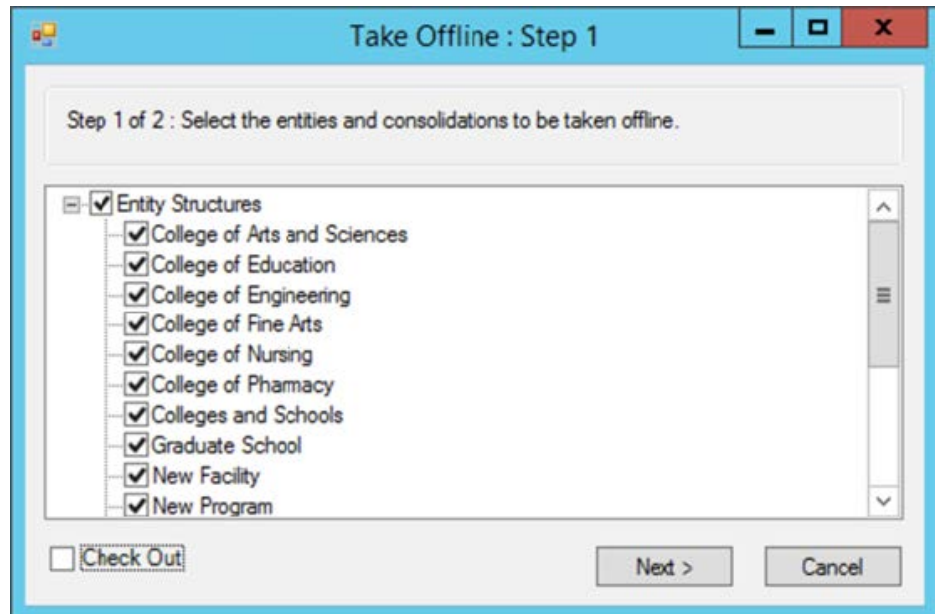 Take Offline : Step 1
Step 1 of 2 : Select the entities and consolidations to be taken offline.
Entity Structures
College of Arts and Sciences
College of Education
College of Engineering
College of Fine Arts
College of Nursing
College of Pharmacy
Colleges and Schools
Graduate School
New Facility
New Program
Check Out
Next >
Cancel